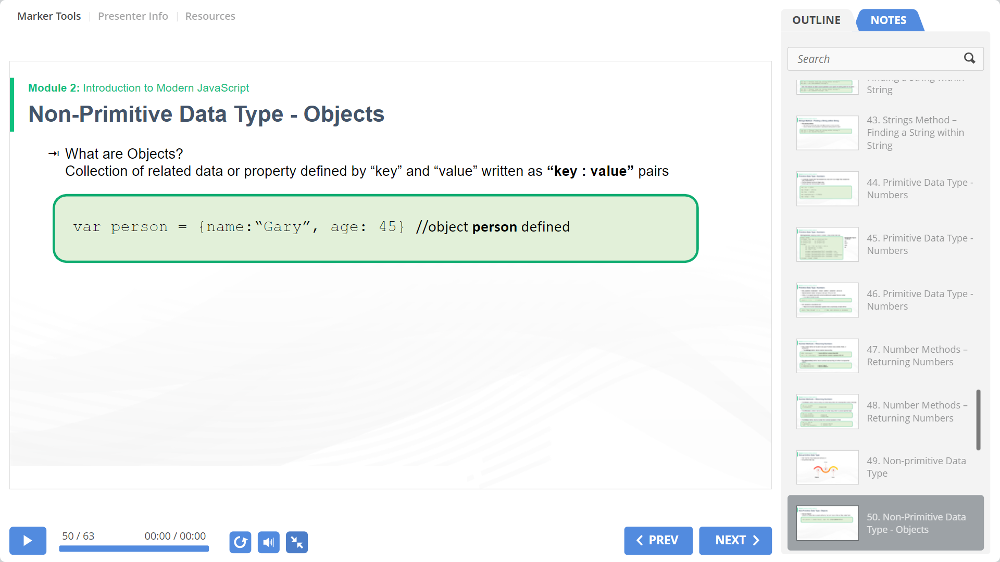 Marker Tools
Presenter Info
Resources
OUTLINE
NOTES
Search
Module 2: Introduction to Modern JavaScript
Non-Primitive Data Type - Objects
→ What are Objects?
Collection of related data or property defined by “key” and “value” written as “key : value” pairs
var person = {name:“Gary”, age: 45} //object person defined
Finding a String within
String
43. Strings Method –
Finding a String within
String
44. Primitive Data Type -
Numbers
45. Primitive Data Type -
Numbers
46. Primitive Data Type -
Numbers
47. Number Methods –
Returning Numbers
48. Number Methods –
Returning Numbers
49. Non-primitive Data
Type
50. Non-Primitive Data
Type - Objects
50 / 63
00:00 / 00:00
PREV
NEXT